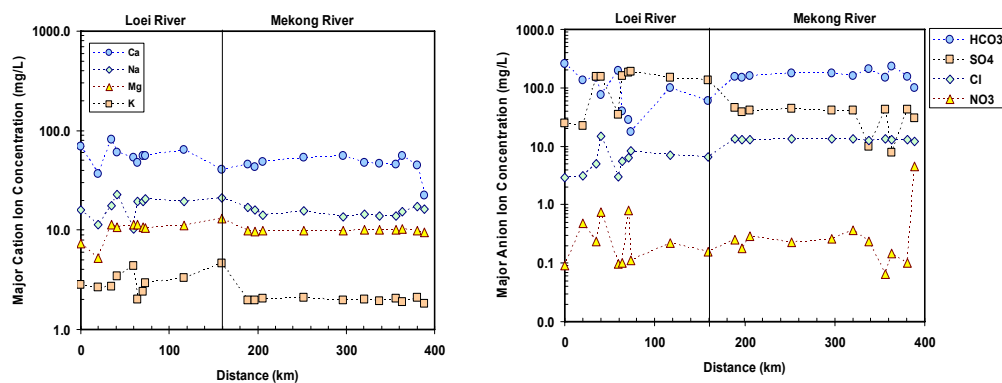 Loei River Mekong River
1000.0
100.0
10.0
1.0
Major Cation Ion Concentration (mg/L)
Ca
Na
Mg
K
0 100 200 300 400
Distance (km)
Loei River Mekong River
1000.0
100.0
10.0
1.0
0.1
0.0
Major Anion Ion Concentration (mg/L)
0 100 200 300 400
Distance (km)
HCO3
SO4
Cl
NO3